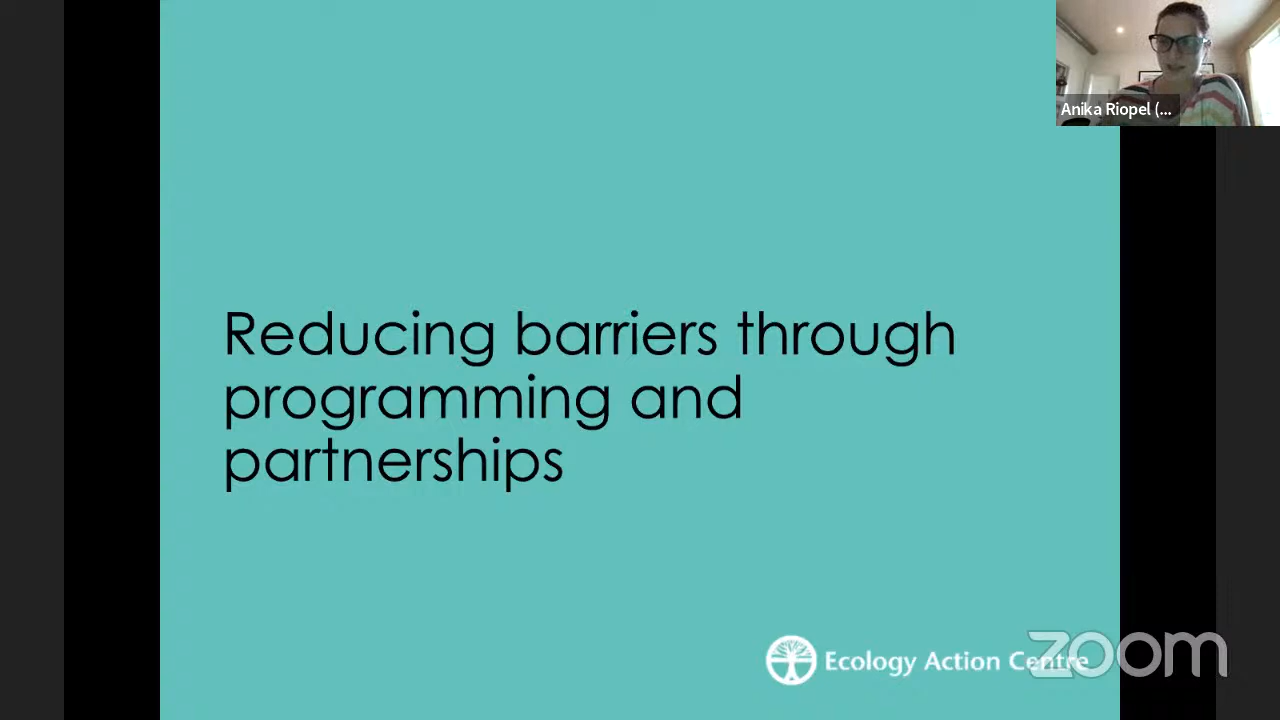 Anika Riopel (...
Reducing barriers through
programming and
partnerships
Ecology Action Centre
zoom